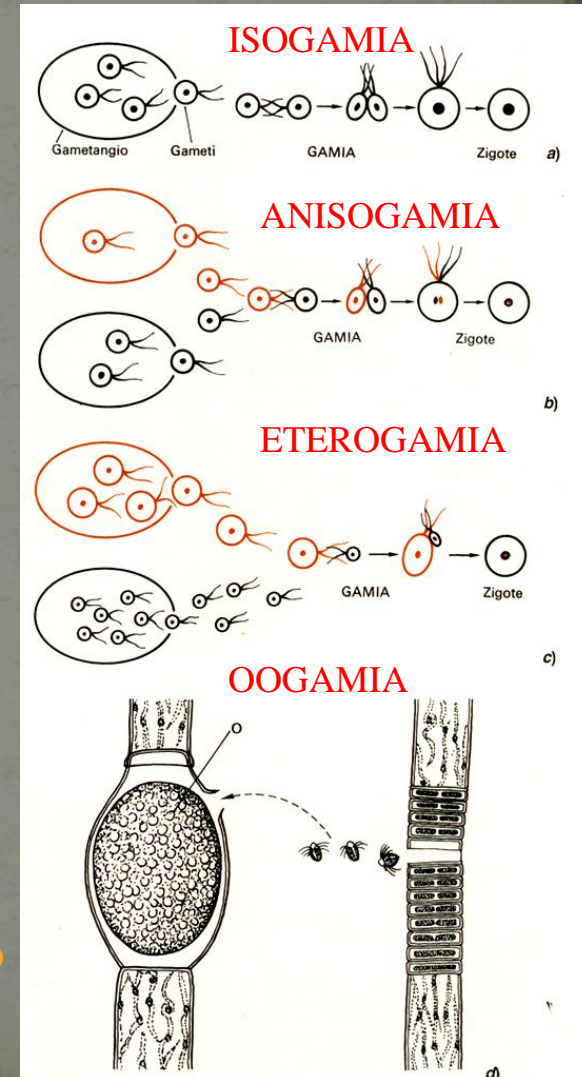 ISOGAMIA
Gametangio
Gameti
GAMIA
Zigote
a)
ANISOGAMIA
GAMIA
Zigote
b)
ETEROGAMIA
GAMIA
Zigote
c)
OOGAMIA
O
d)